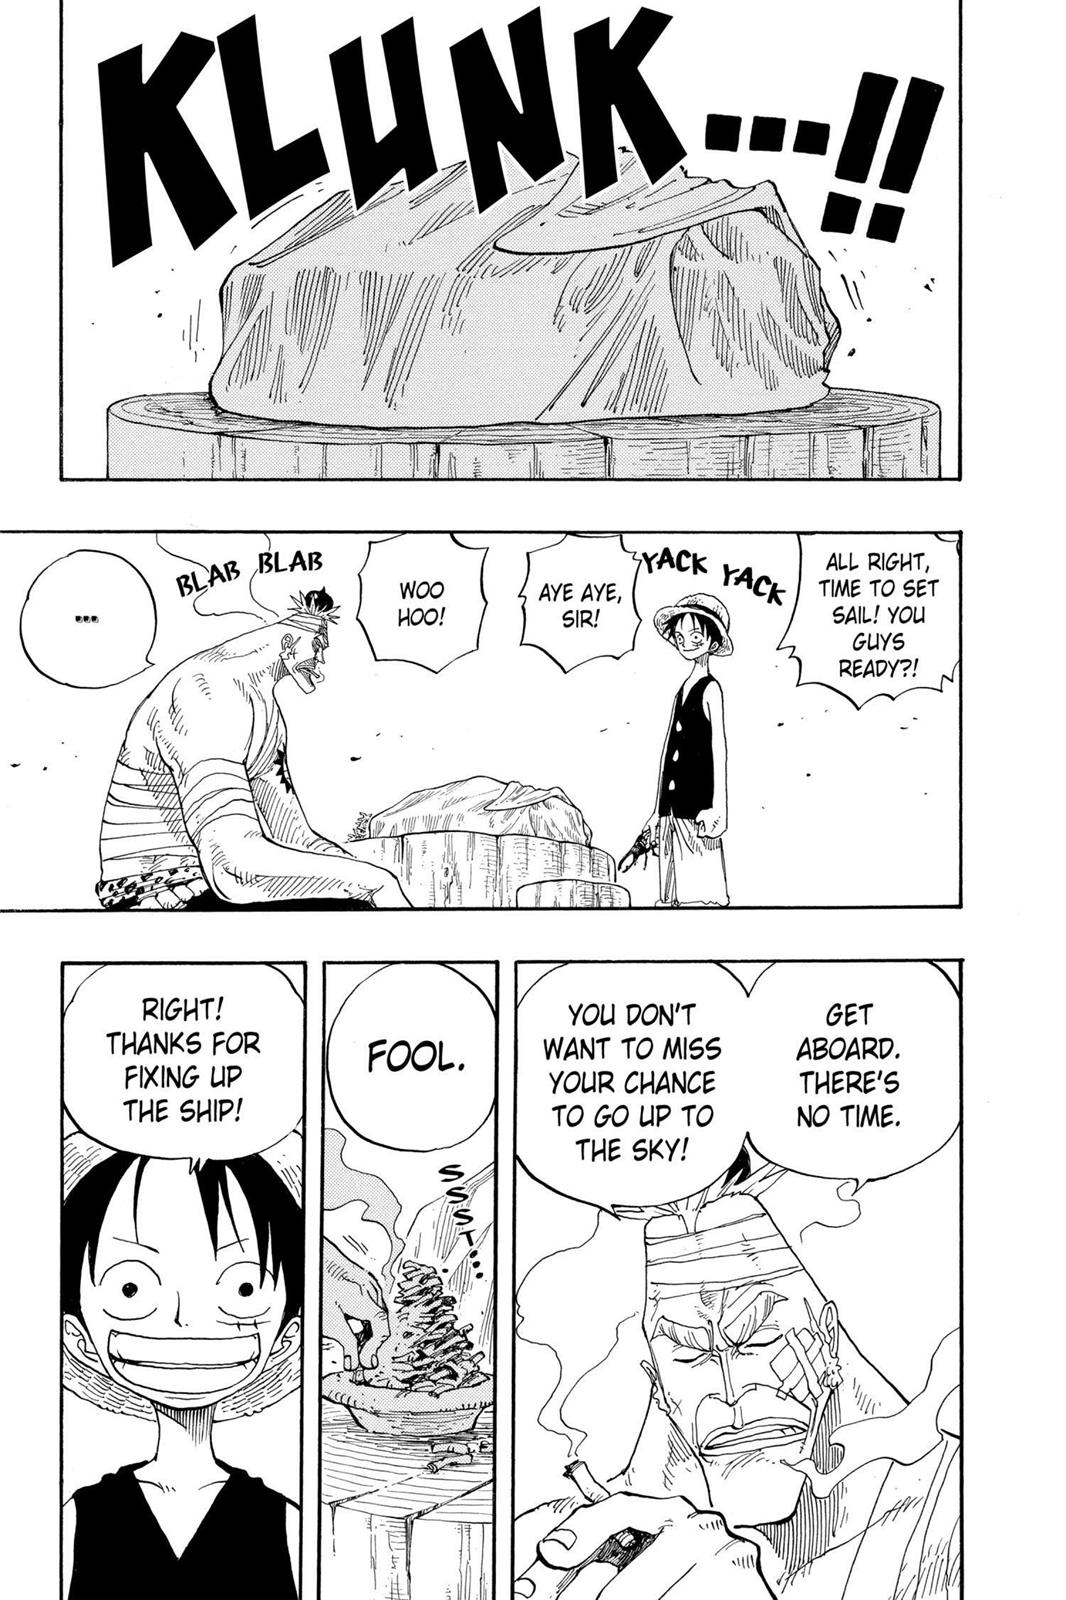 KLUNK...!!
ALL RIGHT,
TIME TO SET
SAIL! YOU
GUYS
READY?!
YACK YACK
AYE AYE,
SIR!
WOO
HOO!
BLAB BLAB
...
GET
ABOARD.
THERE'S
NO TIME.
YOU DON'T
WANT TO MISS
YOUR CHANCE
TO GO UP TO
THE SKY!
FOOL.
SSST...
RIGHT!
THANKS FOR
FIXING UP
THE SHIP!